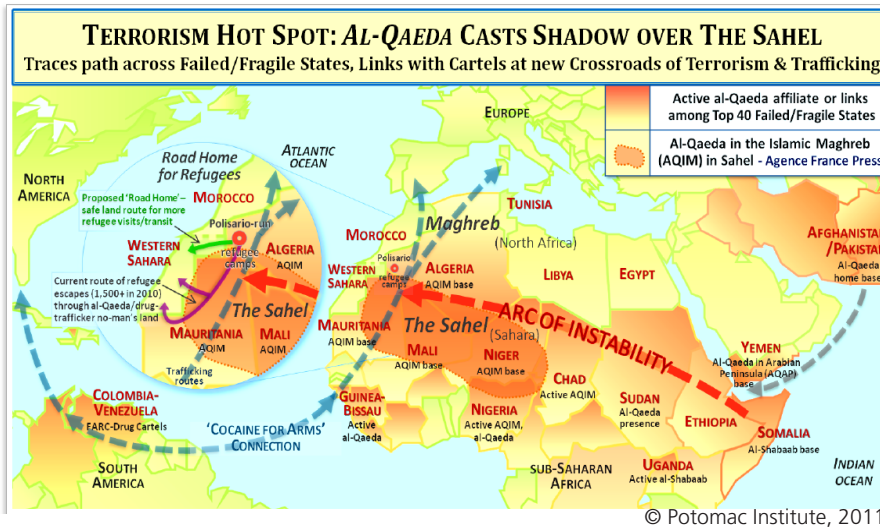 TERRORISM HOT SPOT: AL-QAEDA CASTS SHADOW OVER THE SAHEL
Traces path across Failed/Fragile States, Links with Cartels at new Crossroads of Terrorism & Trafficking
Active al-Qaeda affiliate or links
among Top 40 Failed/Fragile States
Al-Qaeda in the Islamic Maghreb
(AQIM) in Sahel - Agence France Press
EUROPE
NORTH
AMERICA
ATLANTIC
OCEAN
Road Home
for Refugees
Proposed 'Road Home'–
safe land route for more
refugee visits/transit
MOROCCO
Polisario-run
refugee
camps
WESTERN
SAHARA
ALGERIA
AQIM
Current route of refugee
escapes (1,500+ in 2010)
through al-Qaeda/drug-
trafficker no-man's land
The Sahel
MAURITANIA
AQIM
MALI
AQIM
Trafficking
routes
TUNISIA
Maghreb
(North Africa)
MOROCCO
Polisario
refugee
camps
WESTERN
SAHARA
ALGERIA
AQIM base
LIBYA
EGYPT
AFGHANISTAN
/PAKISTAN
Al-Qaeda
home base
ARC OF INSTABILITY
The Sahel
(Sahara)
MAURITANIA
AQIM base
MALI
AQIM base
NIGER
AQIM base
YEMEN
Al-Qaeda in Arabian
Peninsula (AQAP)
base
CHAD
Active AQIM
SUDAN
Al-Qaeda
presence
COLOMBIA-
VENEZUELA
FARC-Drug Cartels
'COCAINE FOR ARMS'
CONNECTION
GUINEA-
BISSAU
Active
al-Qaeda
NIGERIA
Active AQIM,
al-Qaeda
ETHIOPIA
SOMALIA
Al-Shabaab base
SOUTH
AMERICA
SUB-SAHARAN
AFRICA
UGANDA
Active al-Shabaab
INDIAN
OCEAN
© Potomac Institute, 2011